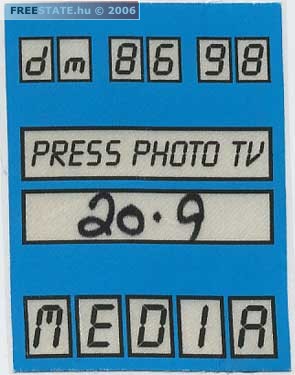 FREESTATE.hu © 2006
dm 86 98
PRESS PHOTO TV
20.9
MEDIA